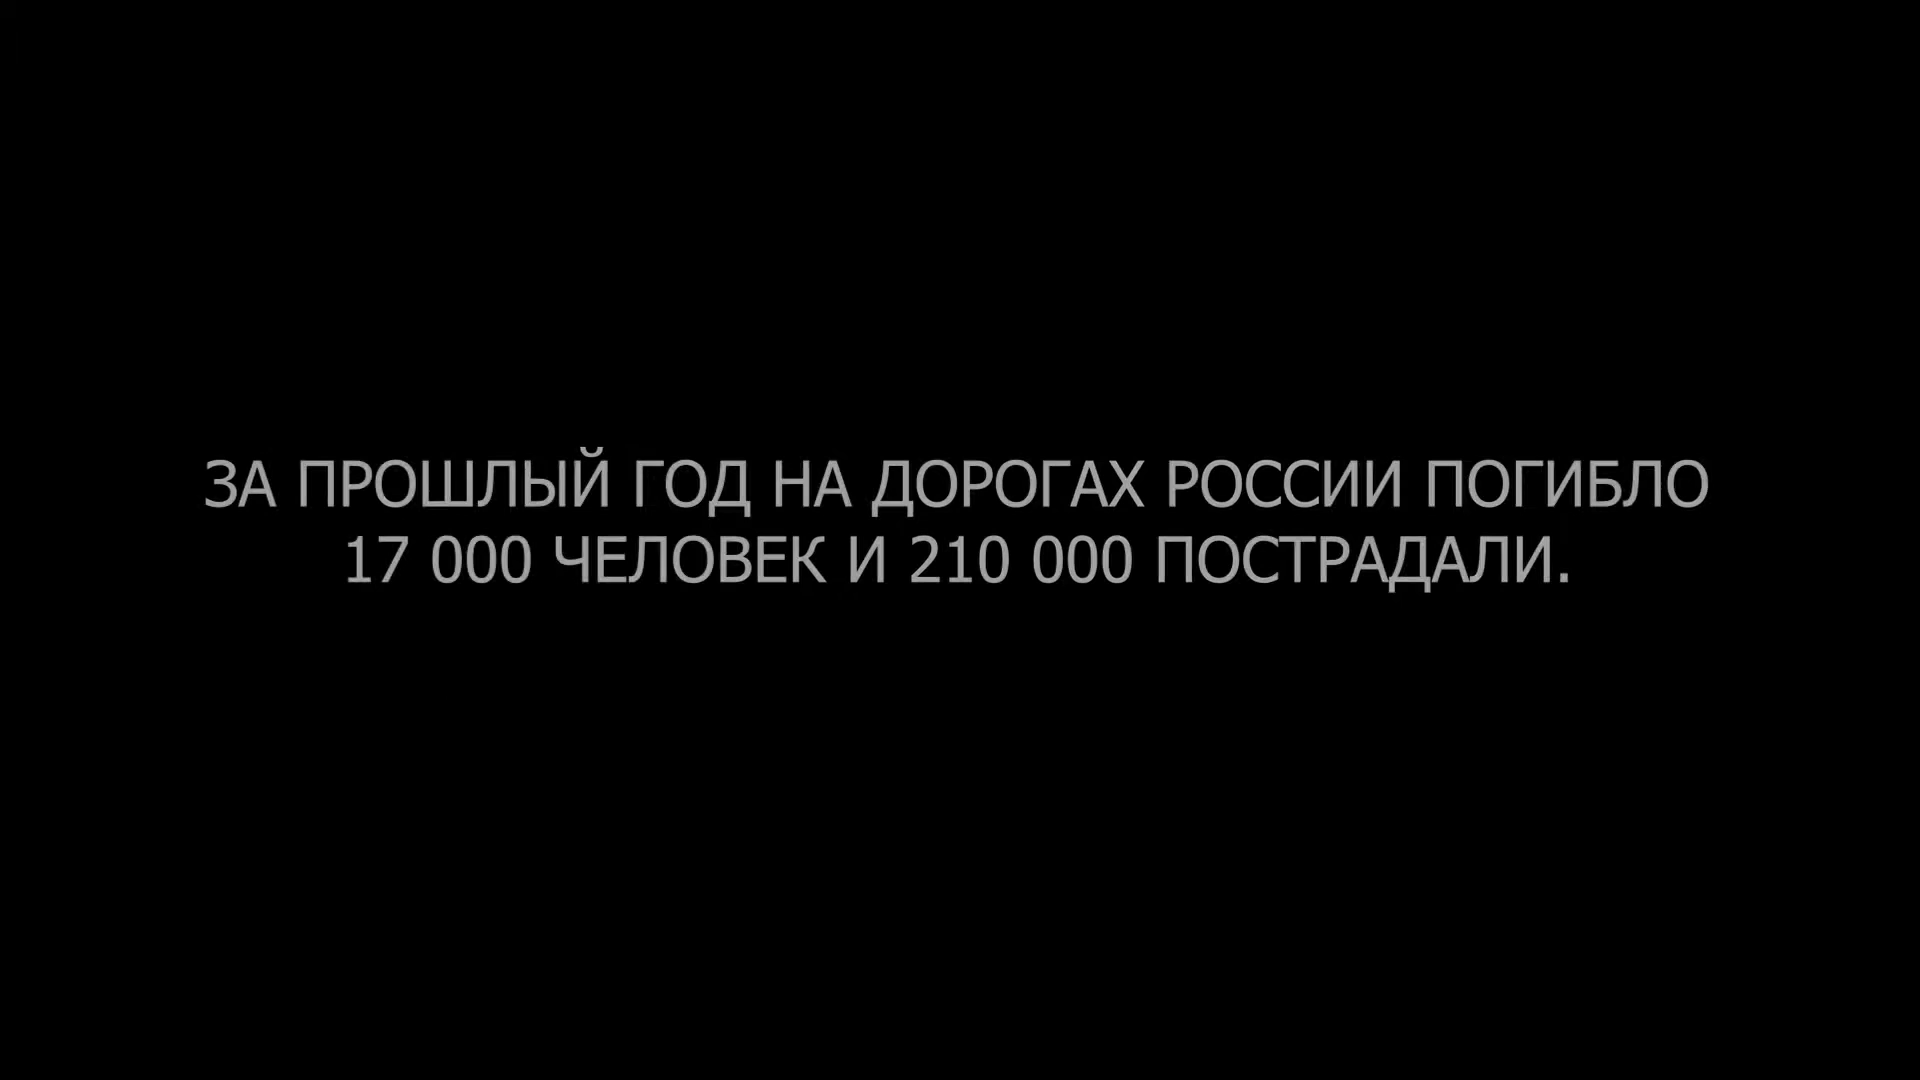 ЗА ПРОШЛЫЙ ГОД НА ДОРОГАХ РОССИИ ПОГИБЛО
17 000 ЧЕЛОВЕК И 210 000 ПОСТРАДАЛИ.